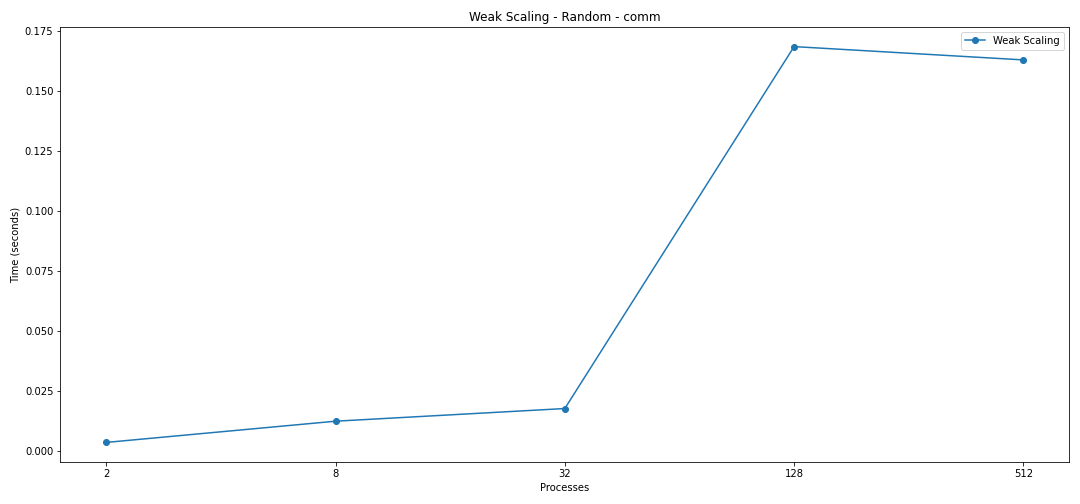 Weak Scaling - Random - comm
Weak Scaling
Time (seconds)
0.175
0.150
0.125
0.100
0.075
0.050
0.025
0.000
2 8 32 128 512
Processes